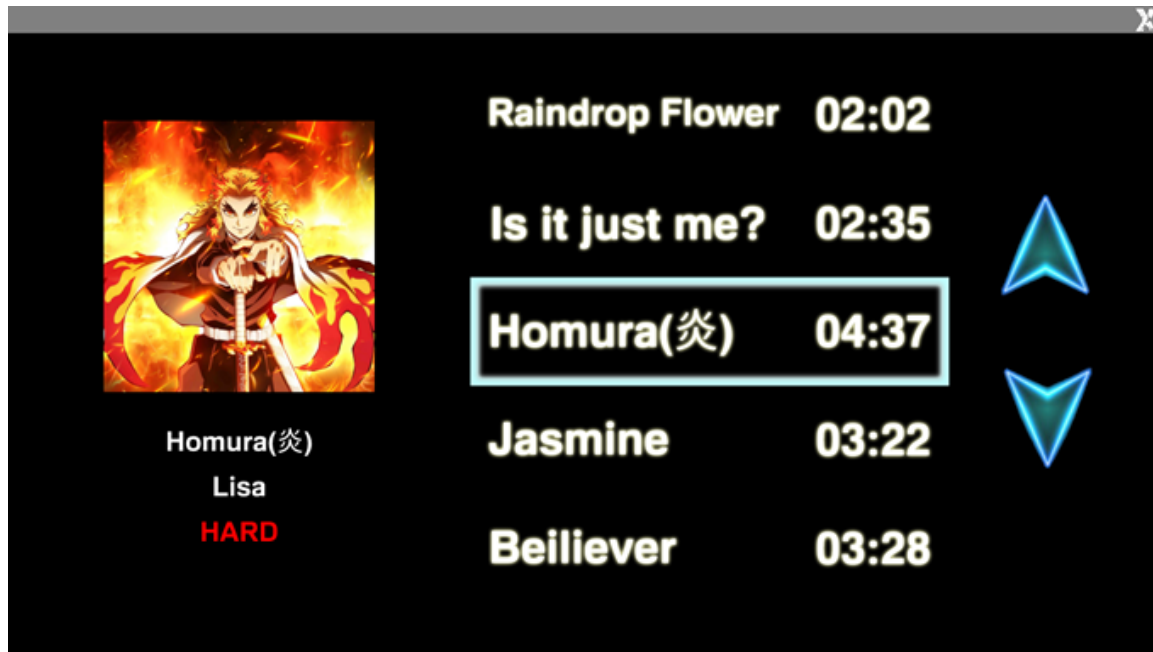 Raindrop Flower 02:02
Is it just me? 02:35
Homura(炎) 04:37
Jasmine 03:22
Beiliever 03:28
Homura(炎)
Lisa
HARD